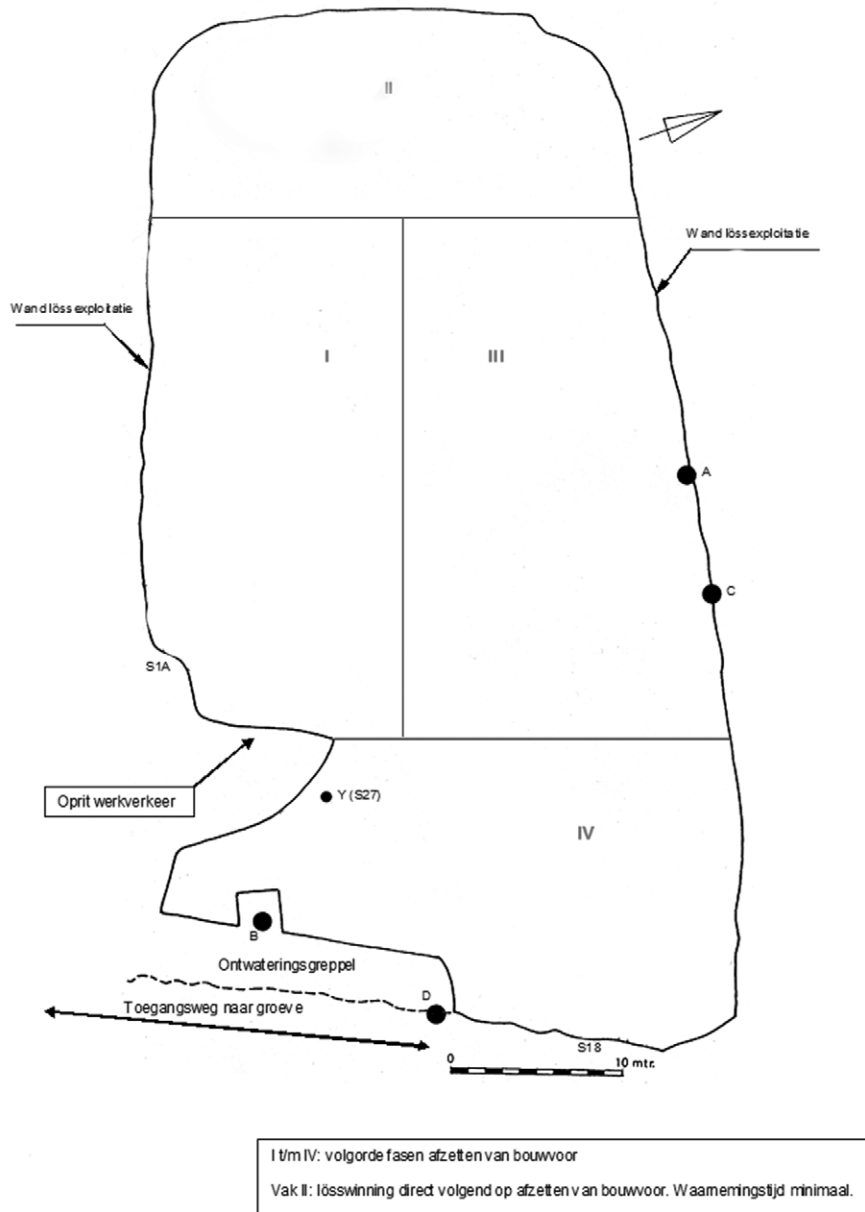 II
Wand lössexploitatie
Wand lössexploitatie
I
III
A
C
S1A
Oprit werkverkeer
Y (S27)
IV
B
Ontwateringsgreppel
D
Toegangsweg naar groeve
S18
0
10 mtr.
I t/m IV: volgorde fasen afzetten van bouwvoor
Vak II: lösswinning direct volgend op afzetten van bouwvoor. Waarnemingstijd minimaal.